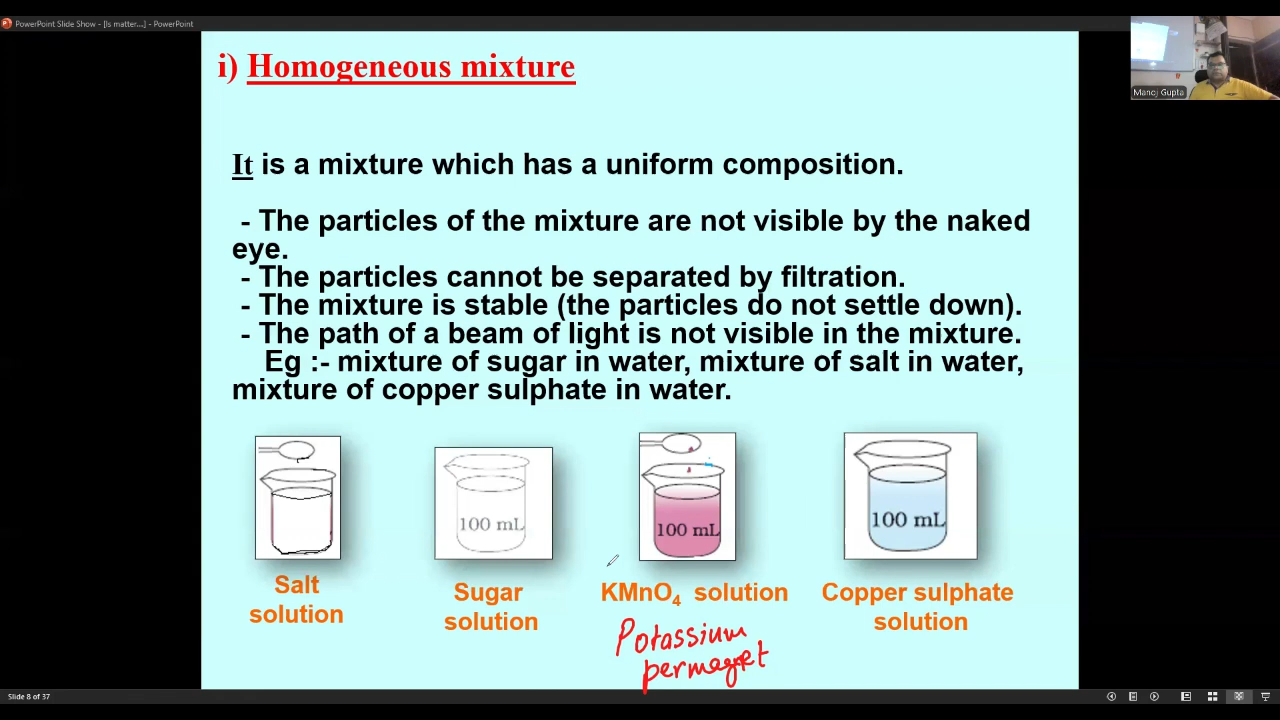 PowerPoint Slide Show - [Is matter...] - PowerPoint
Manoj Gupta
i) Homogeneous mixture
It is a mixture which has a uniform composition.
- The particles of the mixture are not visible by the naked
eye.
- The particles cannot be separated by filtration.
- The mixture is stable (the particles do not settle down).
- The path of a beam of light is not visible in the mixture.
Eg :- mixture of sugar in water, mixture of salt in water,
mixture of copper sulphate in water.
100 mL
100 mL
100 mL
Salt
solution
Sugar
solution
KMnO₄ solution
Copper sulphate
solution
Potassium
Slide 8 of 37